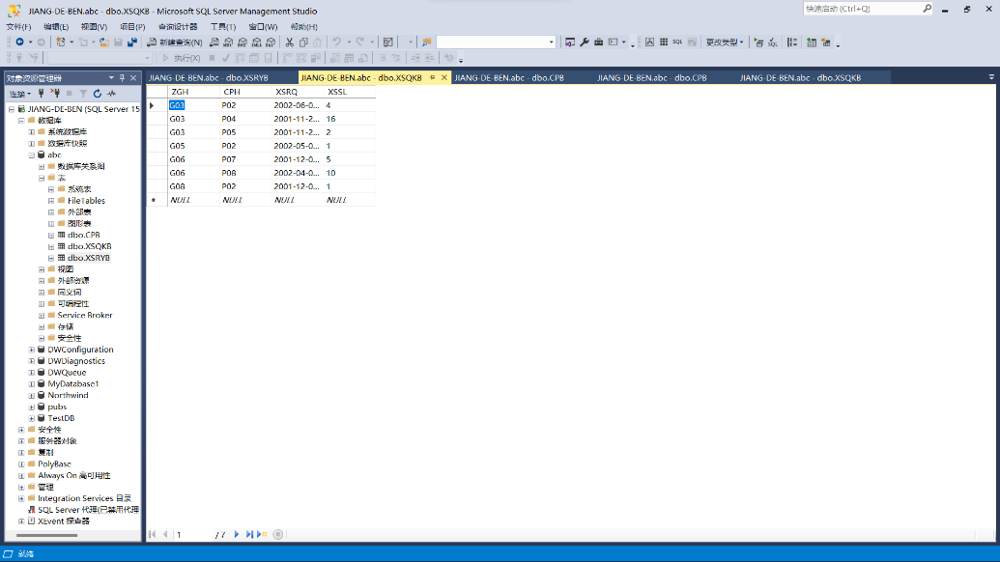 JIANG-DE-BEN.abc - dbo.XSQKB - Microsoft SQL Server Management Studio
快速启动 (Ctrl+Q)
文件(F) 编辑(E) 视图(V) 项目(P) 查询设计器 工具(T) 窗口(W) 帮助(H)
新建查询(N) SQL 更改类型
执行(X)
对象资源管理器
JIANG-DE-BEN.abc - dbo.XSRYB JIANG-DE-BEN.abc - dbo.XSQKB JIANG-DE-BEN.abc - dbo.CPB JIANG-DE-BEN.abc - dbo.CPB JIANG-DE-BEN.abc - dbo.XSQKB
连接
JIANG-DE-BEN (SQL Server 15
数据库
系统数据库
数据库快照
abc
数据库关系图
表
系统表
FileTables
外部表
图形表
dbo.CPB
dbo.XSQKB
dbo.XSRYB
视图
外部资源
同义词
可编程性
Service Broker
存储
安全性
DWConfiguration
DWDiagnostics
DWQueue
MyDatabase1
Northwind
pubs
TestDB
安全性
服务器对象
复制
PolyBase
Always On 高可用性
管理
Integration Services 目录
SQL Server 代理(已禁用代理
XEvent 探查器
ZGH CPH XSRQ XSSL
G03 P02 2002-06-0... 4
G03 P04 2001-11-2... 16
G03 P05 2001-11-2... 2
G05 P02 2002-05-0... 1
G06 P07 2001-12-0... 5
G06 P08 2002-04-0... 10
G08 P02 2001-12-0... 1
NULL NULL NULL NULL
1 / 7
就绪